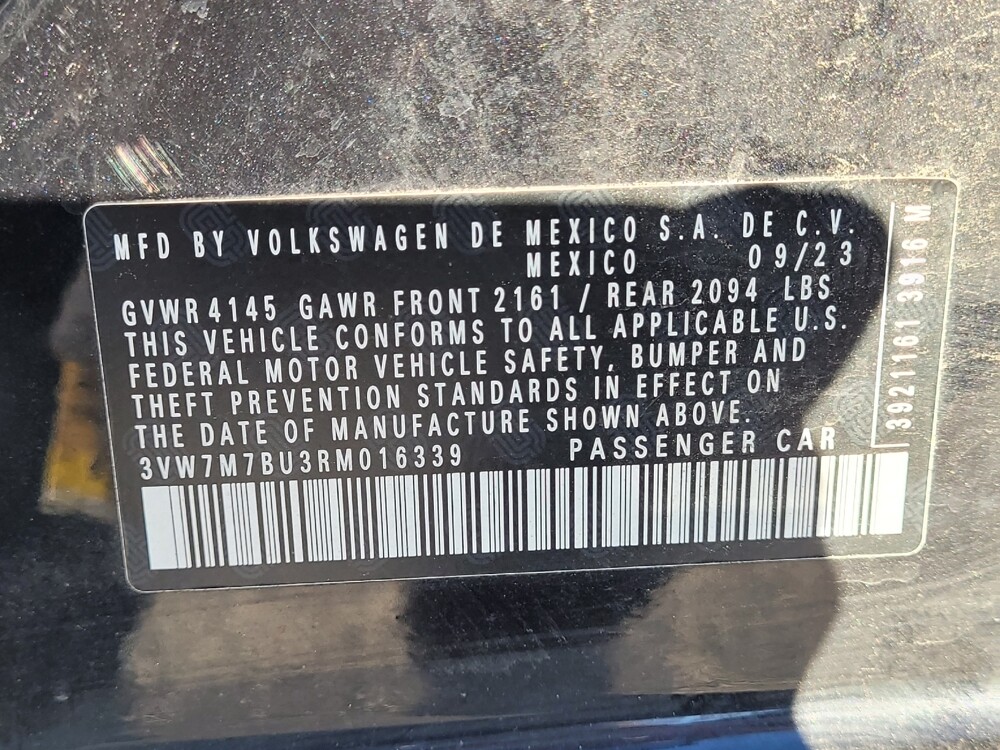 MFD BY VOLKSWAGEN DE MEXICO S.A. DE C.V.
MEXICO 09/23
GVWR 4145 GAWR FRONT 2161 / REAR 2094 LBS
THIS VEHICLE CONFORMS TO ALL APPLICABLE U.S.
FEDERAL MOTOR VEHICLE SAFETY, BUMPER AND
THEFT PREVENTION STANDARDS IN EFFECT ON
THE DATE OF MANUFACTURE SHOWN ABOVE.
3VW7M7BU3RM016339 PASSENGER CAR
3921161 3916 M